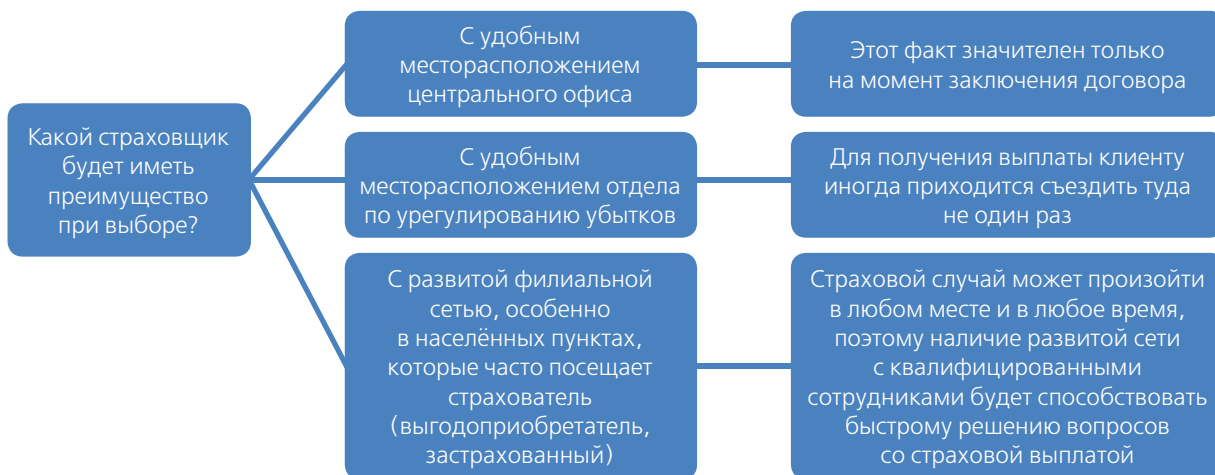 Какой страховщик
будет иметь
преимущество
при выборе?
С удобным
месторасположением
центрального офиса
Этот факт значителен только
на момент заключения договора
С удобным
месторасположением отдела
по урегулированию убытков
Для получения выплаты клиенту
иногда приходится съездить туда
не один раз
С развитой филиальной
сетью, особенно
в населённых пунктах,
которые часто посещает
страхователь
(выгодоприобретатель,
застрахованный)
Страховой случай может произойти
в любом месте и в любое время,
поэтому наличие развитой сети
с квалифицированными
сотрудниками будет способствовать
быстрому решению вопросов
со страховой выплатой